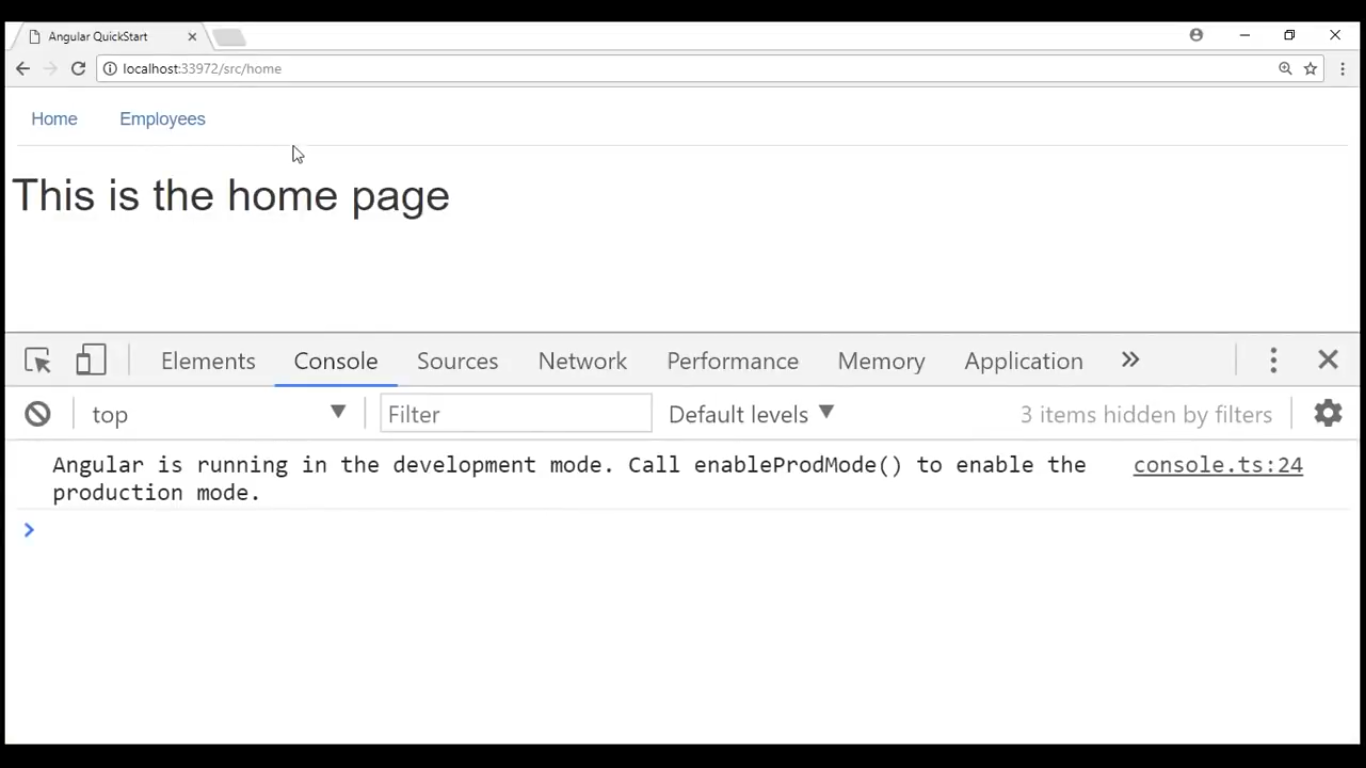 Angular QuickStart
localhost:33972/src/home
Home Employees
This is the home page
Elements Console Sources Network Performance Memory Application »
top Filter Default levels 3 items hidden by filters
Angular is running in the development mode. Call enableProdMode() to enable the console.ts:24
production mode.